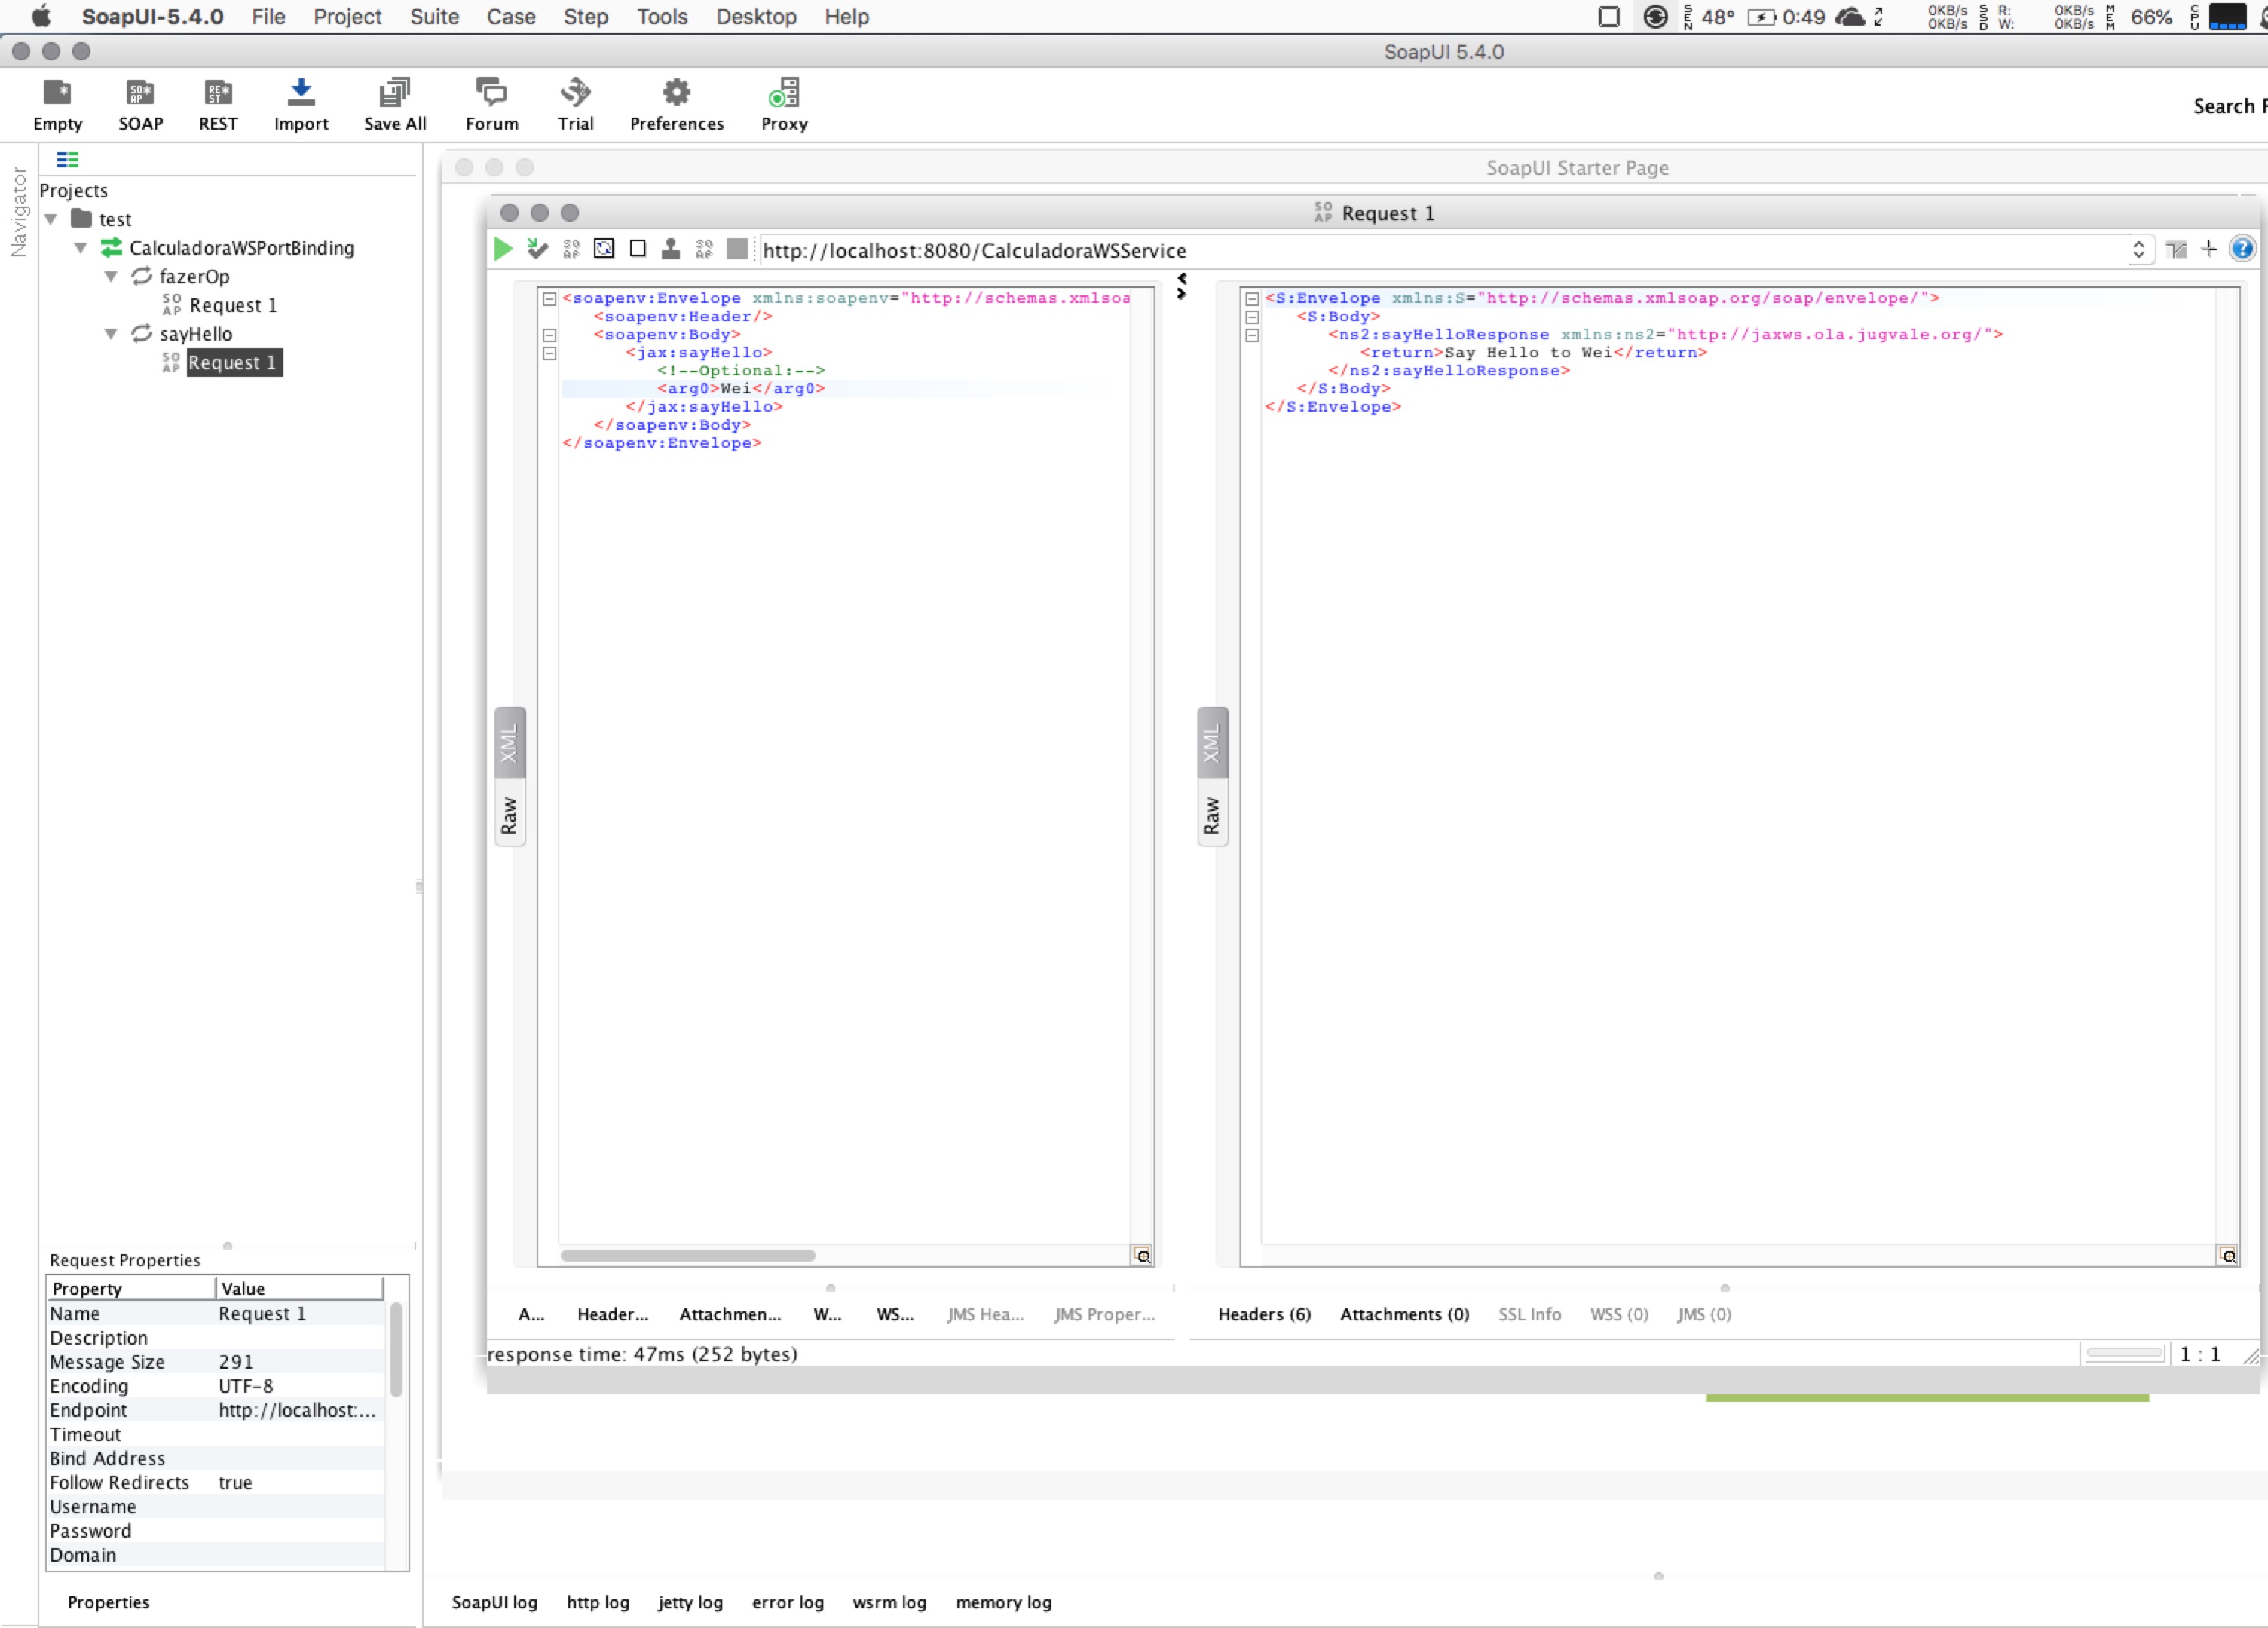 SoapUI-5.4.0 File Project Suite Case Step Tools Desktop Help
SEN 48° 0:49 0KB/s 0KB/s SSD R: W: 0KB/s 0KB/s MEM 66% CPU
SoapUI 5.4.0
Empty SOAP REST Import Save All Forum Trial Preferences Proxy
Search F
Navigator
Projects
test
CalculadoraWSPortBinding
fazerOp
SOAP Request 1
sayHello
SOAP Request 1
SoapUI Starter Page
SOAP Request 1
http://localhost:8080/CalculadoraWSService
<soapenv:Envelope xmlns:soapenv="http://schemas.xmlsoa
<soapenv:Header/>
<soapenv:Body>
<jax:sayHello>
<!--Optional:-->
<arg0>Wei</arg0>
</jax:sayHello>
</soapenv:Body>
</soapenv:Envelope>
XML
Raw
<S:Envelope xmlns:S="http://schemas.xmlsoap.org/soap/envelope/">
<S:Body>
<ns2:sayHelloResponse xmlns:ns2="http://jaxws.ola.jugvale.org/">
<return>Say Hello to Wei</return>
</ns2:sayHelloResponse>
</S:Body>
</S:Envelope>
XML
Raw
A... Header... Attachmen... W... WS... JMS Hea... JMS Proper...
Headers (6) Attachments (0) SSL Info WSS (0) JMS (0)
response time: 47ms (252 bytes)
1 : 1
Request Properties
Property Value
Name Request 1
Description
Message Size 291
Encoding UTF-8
Endpoint http://localhost:...
Timeout
Bind Address
Follow Redirects true
Username
Password
Domain
Properties
SoapUI log http log jetty log error log wsrm log memory log